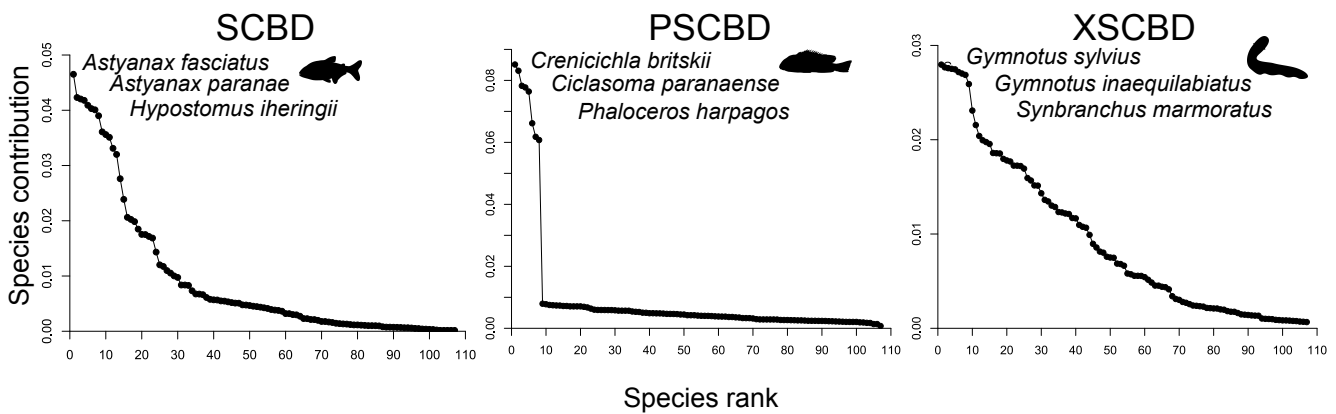 SCBD
Astyanax fasciatus
Astyanax paranae
Hypostomus iheringii
Species contribution
0.05
0.04
0.03
0.02
0.01
0.00
0 10 20 30 40 50 60 70 80 90 100 110
PSCBD
Crenicichla britskii
Ciclasoma paranaense
Phaloceros harpagos
0.08
0.06
0.04
0.02
0.00
0 10 20 30 40 50 60 70 80 90 100 110
XSCBD
Gymnotus sylvius
Gymnotus inaequilabiatus
Synbranchus marmoratus
0.03
0.02
0.01
0.00
0 10 20 30 40 50 60 70 80 90 100 110
Species rank